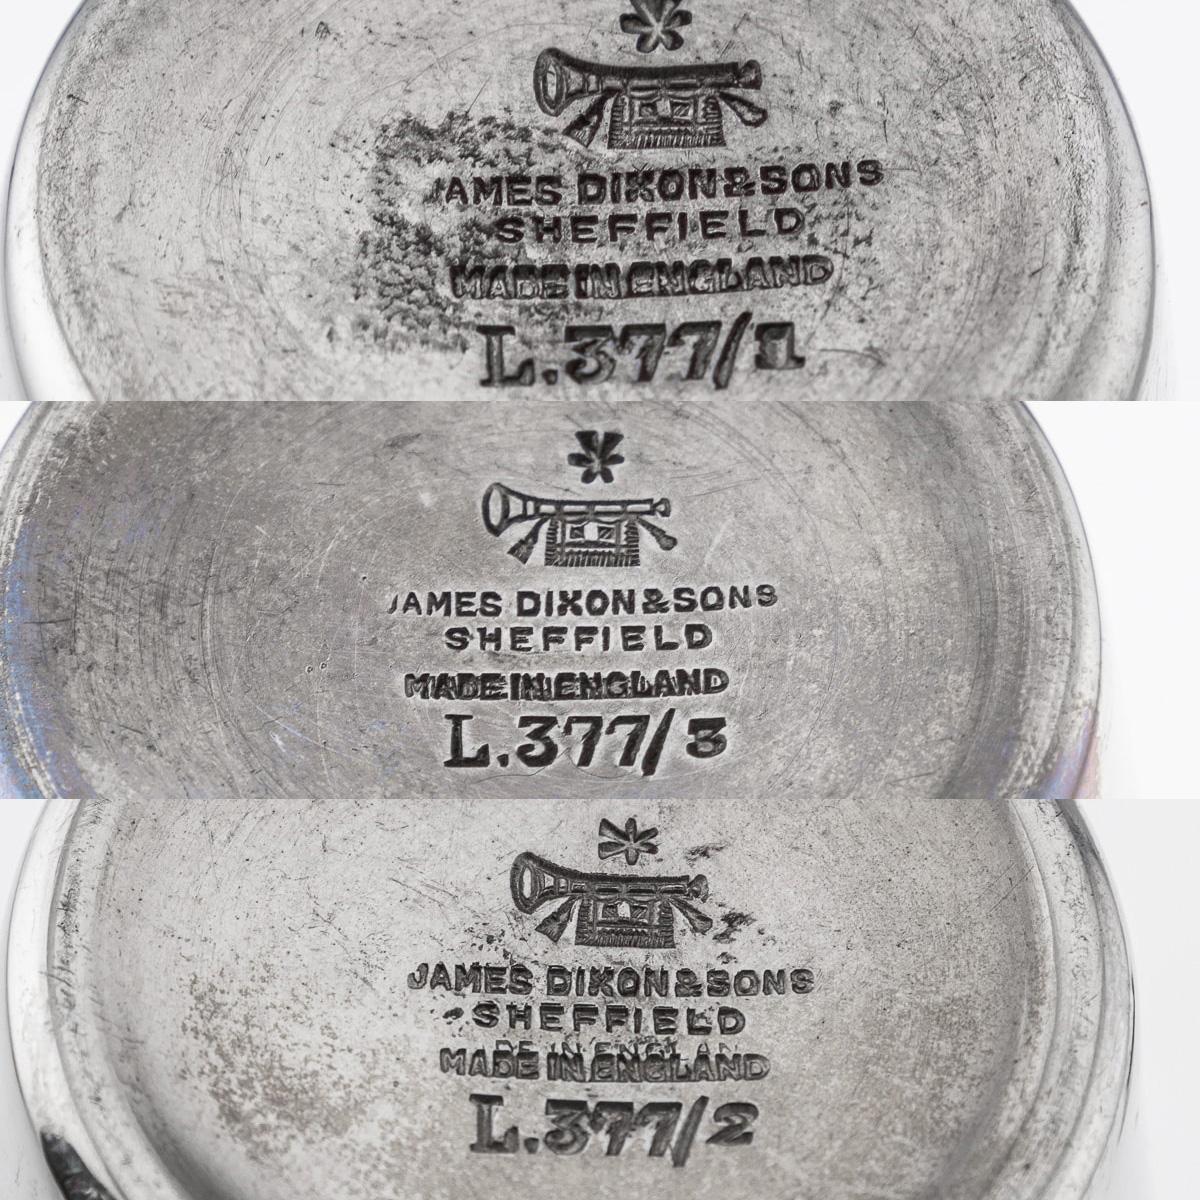 JAMES DIXON & SONS
SHEFFIELD
MADE IN ENGLAND
L.377/1
JAMES DIXON & SONS
SHEFFIELD
MADE IN ENGLAND
L.377/3
JAMES DIXON & SONS
SHEFFIELD
MADE IN ENGLAND
L.377/2